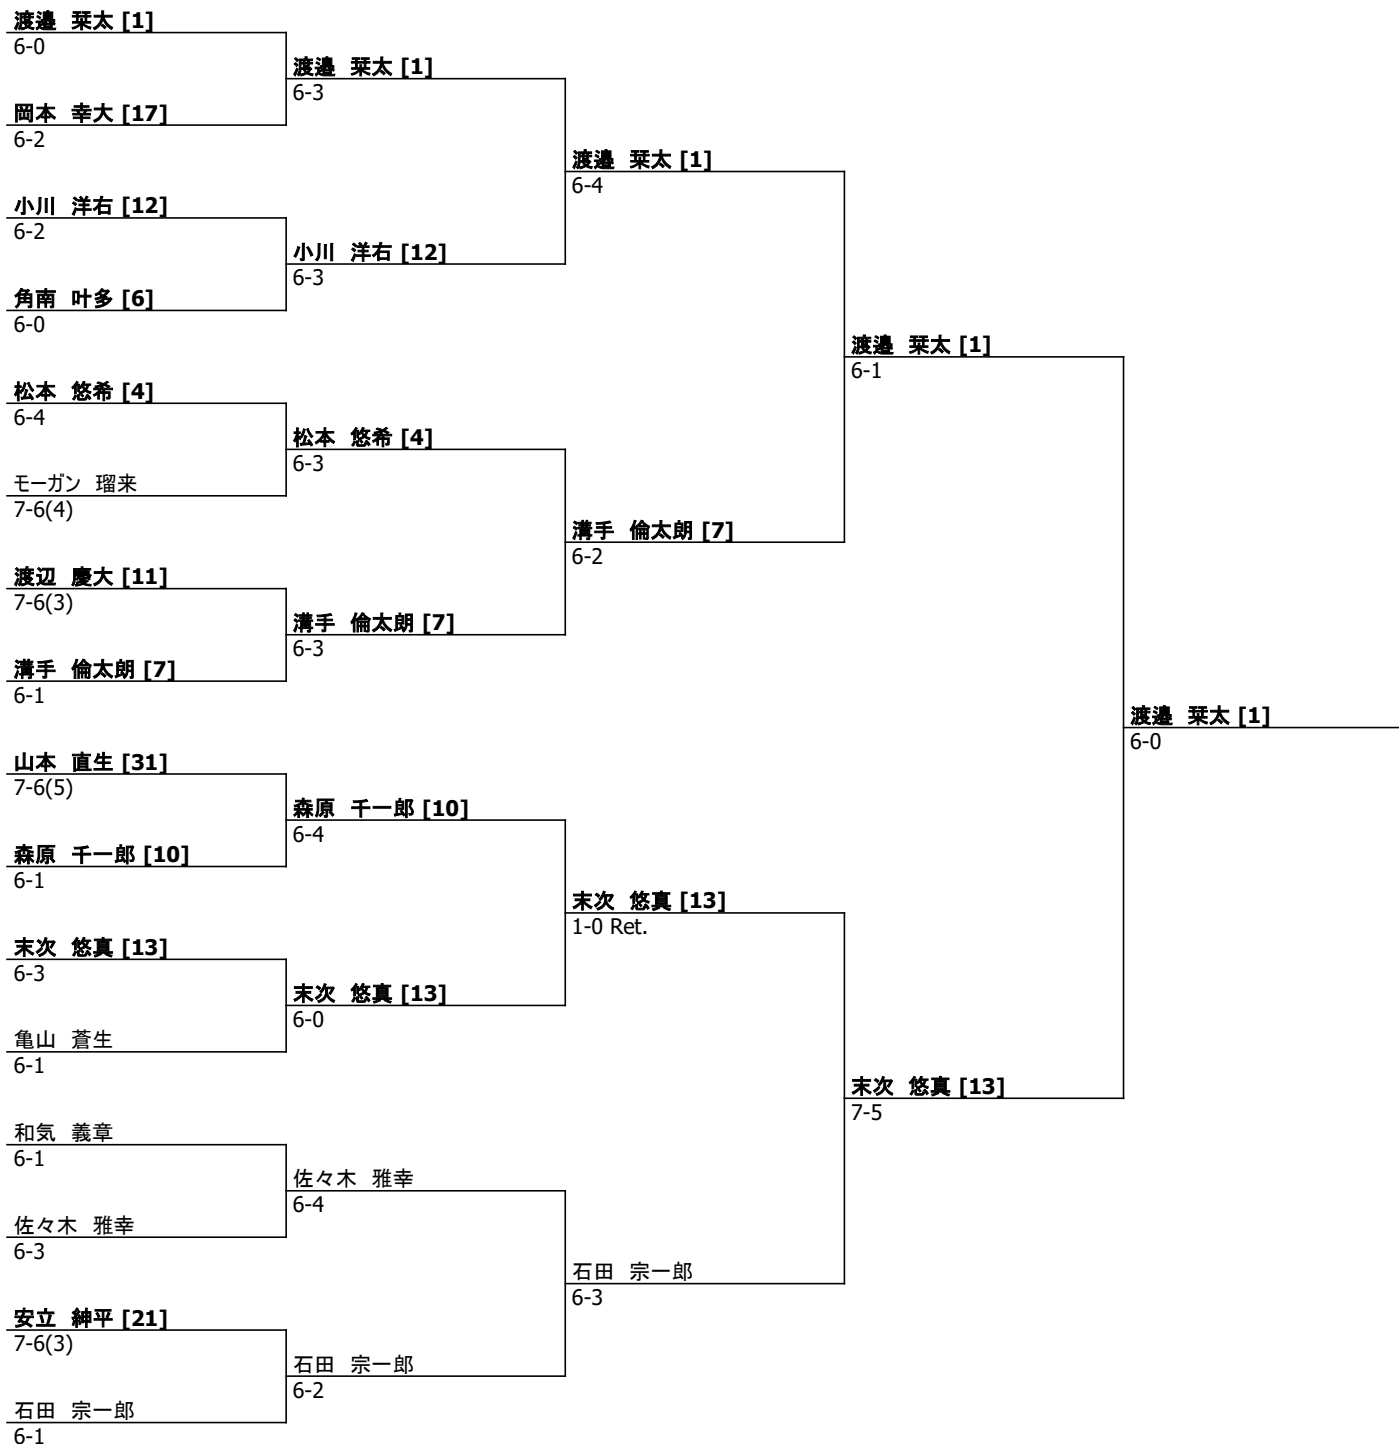 渡邉 栞太 [1]
6-0
渡邉 栞太 [1]
6-3
岡本 幸大 [17]
6-2
渡邉 栞太 [1]
6-4
小川 洋右 [12]
6-2
小川 洋右 [12]
6-3
角南 叶多 [6]
6-0
渡邉 栞太 [1]
6-1
松本 悠希 [4]
6-4
松本 悠希 [4]
6-3
モーガン 瑠来
7-6(4)
溝手 倫太朗 [7]
6-2
渡辺 慶大 [11]
7-6(3)
溝手 倫太朗 [7]
6-3
溝手 倫太朗 [7]
6-1
渡邉 栞太 [1]
6-0
山本 直生 [31]
7-6(5)
森原 千一郎 [10]
6-4
森原 千一郎 [10]
6-1
末次 悠真 [13]
1-0 Ret.
末次 悠真 [13]
6-3
末次 悠真 [13]
6-0
亀山 蒼生
6-1
末次 悠真 [13]
7-5
和気 義章
6-1
佐々木 雅幸
6-4
佐々木 雅幸
6-3
石田 宗一郎
6-3
安立 紳平 [21]
7-6(3)
石田 宗一郎
6-2
石田 宗一郎
6-1